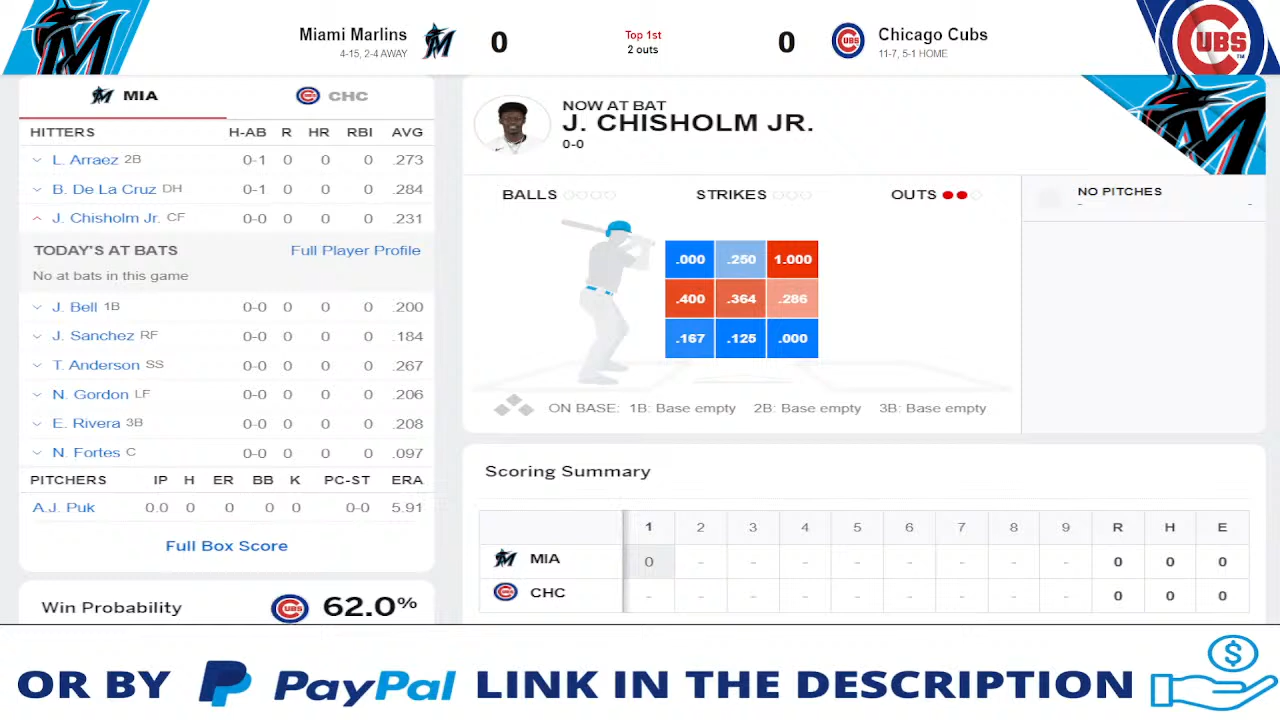 Miami Marlins
4-15, 2-4 AWAY
0
Top 1st
2 outs
0
CUBS
Chicago Cubs
11-7, 5-1 HOME
CUBS
MIA
CUBS CHC
HITTERS H-AB R HR RBI AVG
L. Arraez 2B 0-1 0 0 0 .273
B. De La Cruz DH 0-1 0 0 0 .284
J. Chisholm Jr. CF 0-0 0 0 0 .231
TODAY'S AT BATS Full Player Profile
No at bats in this game
J. Bell 1B 0-0 0 0 0 .200
J. Sanchez RF 0-0 0 0 0 .184
T. Anderson SS 0-0 0 0 0 .267
N. Gordon LF 0-0 0 0 0 .206
E. Rivera 3B 0-0 0 0 0 .208
N. Fortes C 0-0 0 0 0 .097
PITCHERS IP H ER BB K PC-ST ERA
A.J. Puk 0.0 0 0 0 0 0-0 5.91
Full Box Score
Win Probability CUBS 62.0%
NOW AT BAT
J. CHISHOLM JR.
0-0
BALLS STRIKES OUTS
.000 .250 1.000
.400 .364 .286
.167 .125 .000
ON BASE: 1B: Base empty 2B: Base empty 3B: Base empty
NO PITCHES
- -
Scoring Summary
1 2 3 4 5 6 7 8 9 R H E
MIA 0 - - - - - - - - 0 0 0
CUBS CHC - - - - - - - - - 0 0 0
OR BY PayPal LINK IN THE DESCRIPTION $